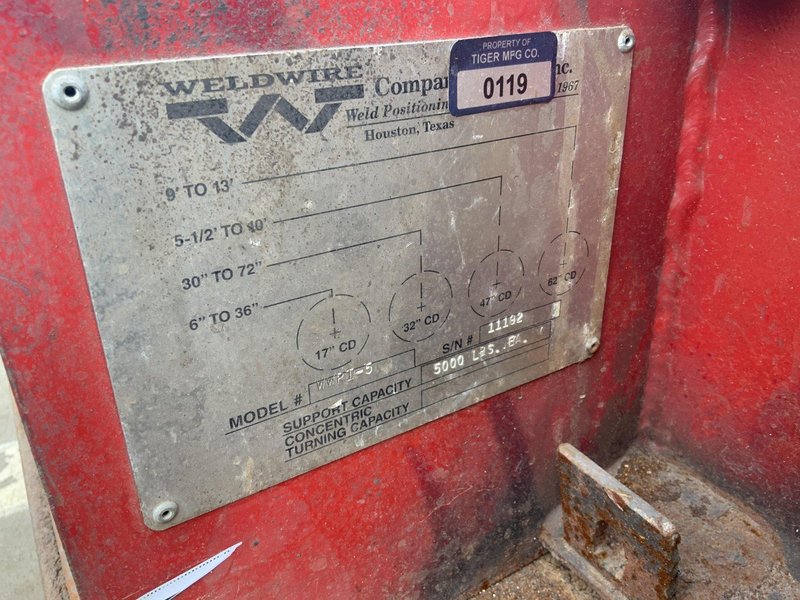 PROPERTY OF
TIGER MFG CO.
0119
WELDWIRE
W
Weld Positionin
1967
Houston, Texas
9' TO 13'
5-1/2' TO 10'
30" TO 72"
6" TO 36"
17" CD
32" CD
47" CD
62" CD
MODEL #
S/N # 11192
SUPPORT CAPACITY 5000 LBS. EA.
CONCENTRIC
TURNING CAPACITY